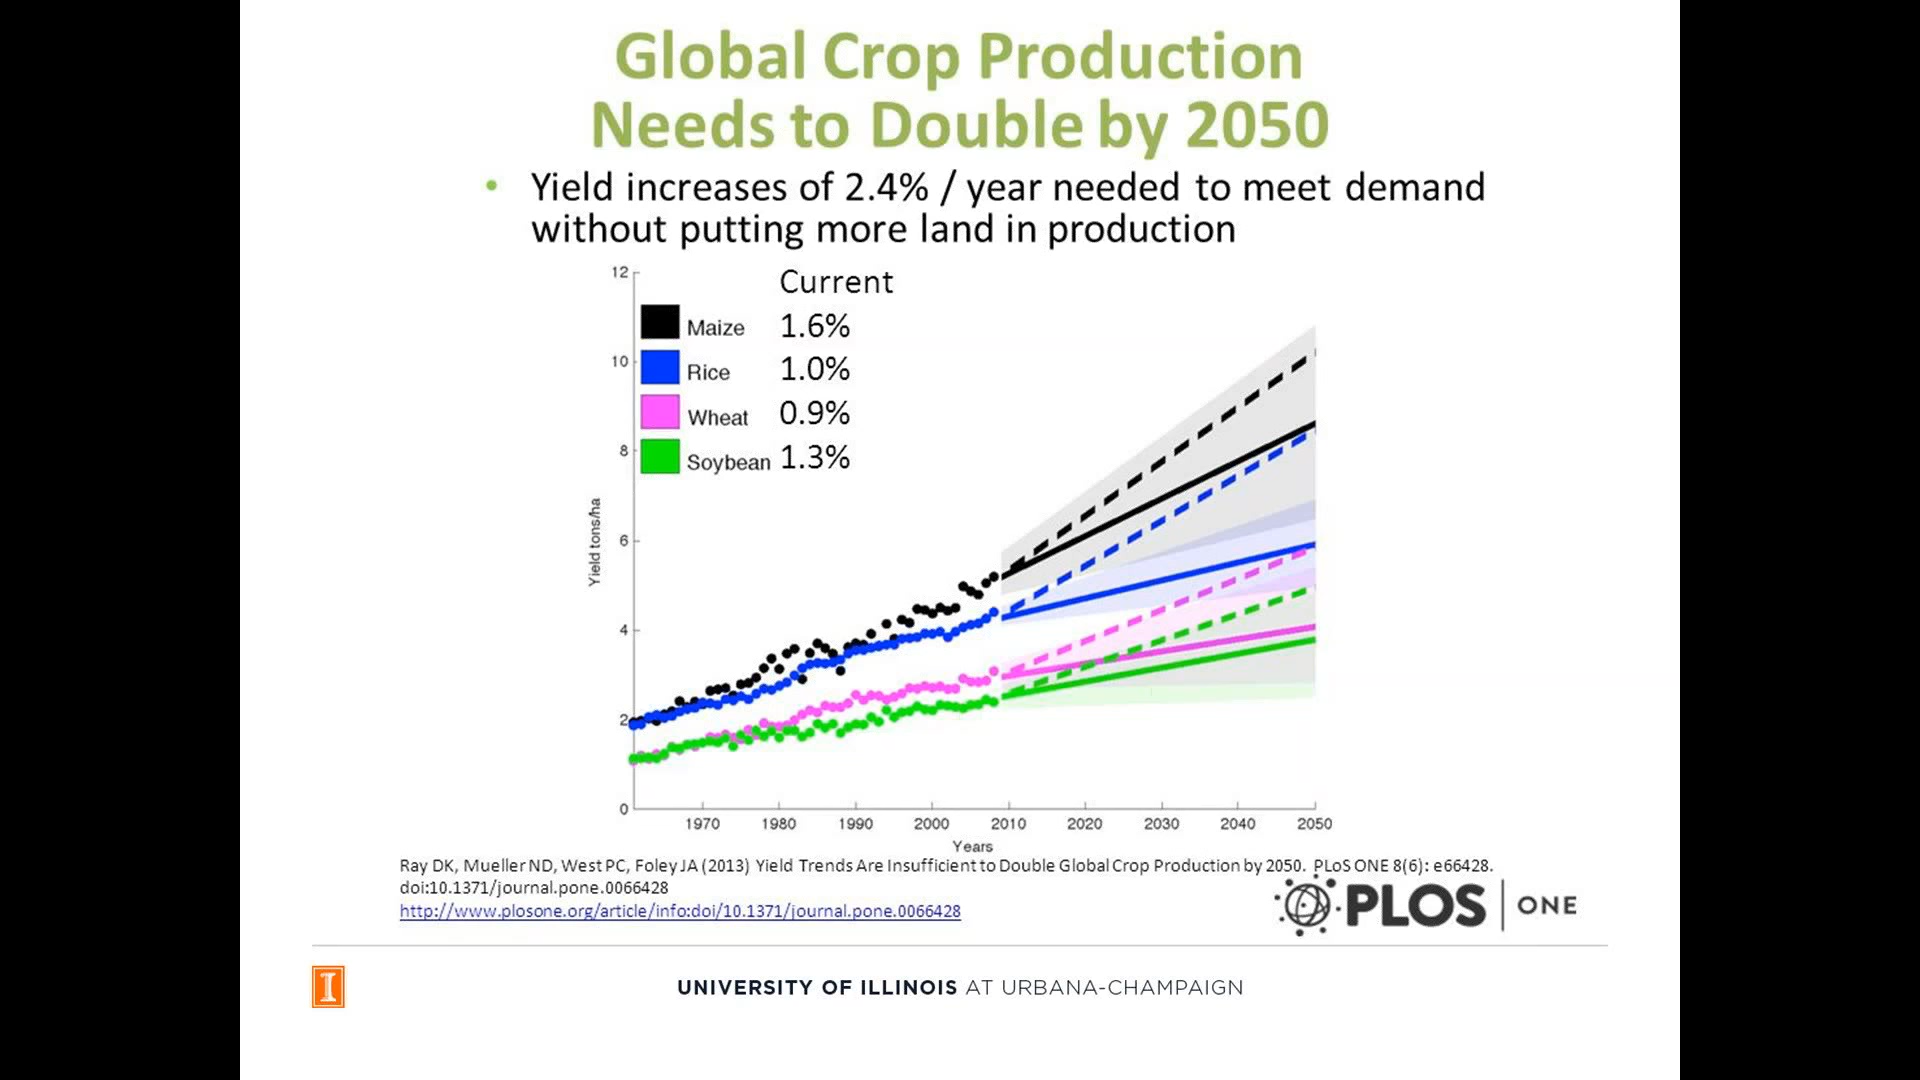 Global Crop Production
Needs to Double by 2050
• Yield increases of 2.4% / year needed to meet demand
without putting more land in production
Current
Maize 1.6%
Rice 1.0%
Wheat 0.9%
Soybean 1.3%
Yield tons/ha
12
10
8
6
4
2
0
1970 1980 1990 2000 2010 2020 2030 2040 2050
Years
Ray DK, Mueller ND, West PC, Foley JA (2013) Yield Trends Are Insufficient to Double Global Crop Production by 2050. PLoS ONE 8(6): e66428.
doi:10.1371/journal.pone.0066428
http://www.plosone.org/article/info:doi/10.1371/journal.pone.0066428
PLOS | ONE
I
UNIVERSITY OF ILLINOIS AT URBANA-CHAMPAIGN